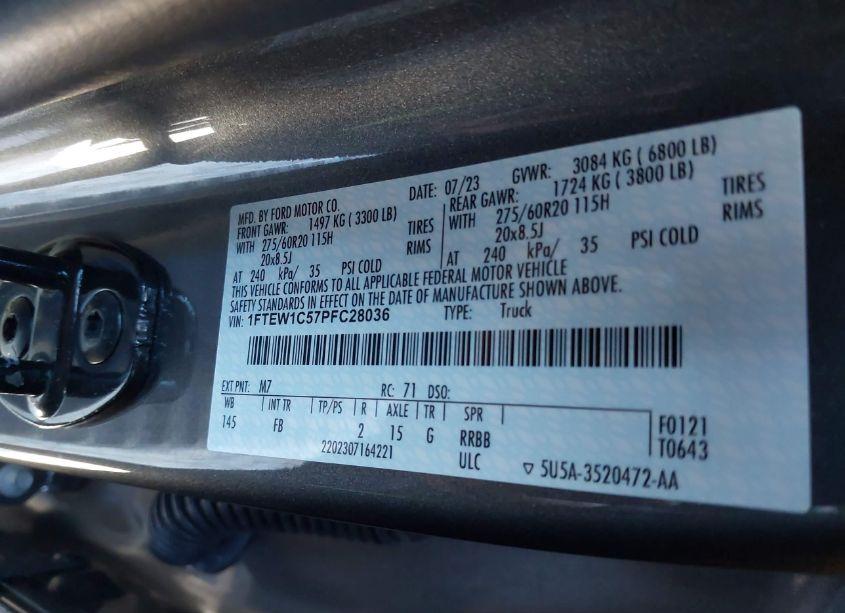 MFD. BY FORD MOTOR CO.
DATE: 07/23 GVWR: 3084 KG ( 6800 LB)
FRONT GAWR: 1497 KG ( 3300 LB) REAR GAWR: 1724 KG ( 3800 LB)
WITH 275/60R20 115H TIRES WITH 275/60R20 115H TIRES
20x8.5J RIMS 20x8.5J RIMS
AT 240 kPa/ 35 PSI COLD AT 240 kPa/ 35 PSI COLD
THIS VEHICLE CONFORMS TO ALL APPLICABLE FEDERAL MOTOR VEHICLE
SAFETY STANDARDS IN EFFECT ON THE DATE OF MANUFACTURE SHOWN ABOVE.
VIN: 1FTEW1C57PFC28036 TYPE: Truck
EXT PNT: M7 RC: 71 DSO:
WB INT TR TP/PS R AXLE TR SPR
145 FB 2 15 G RRBB F0121
2202307164221 ULC T0643
▽ 5U5A-3520472-AA